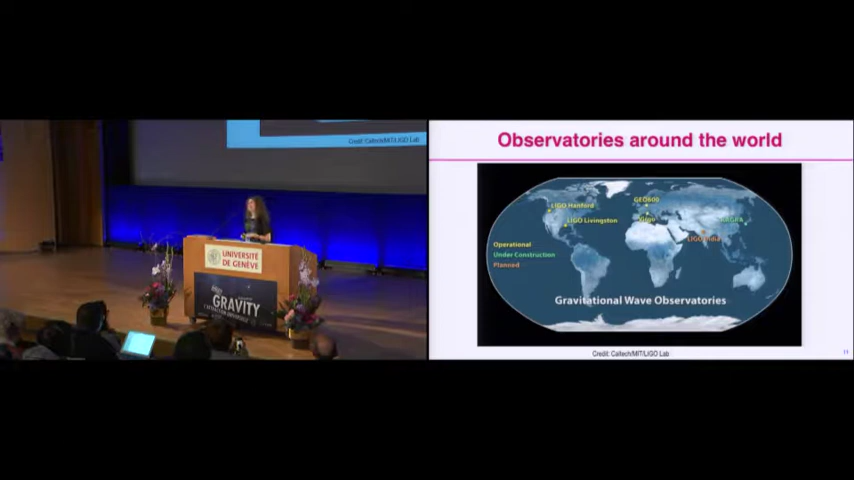 Credit: Caltech/MIT/LIGO Lab
UNIVERSITÉ
DE GENÈVE
GRAVITY
Observatories around the world
LIGO Hanford
GEO600
LIGO Livingston
Virgo
KAGRA
LIGO India
Operational
Under Construction
Planned
Gravitational Wave Observatories
Credit: Caltech/MIT/LIGO Lab
11